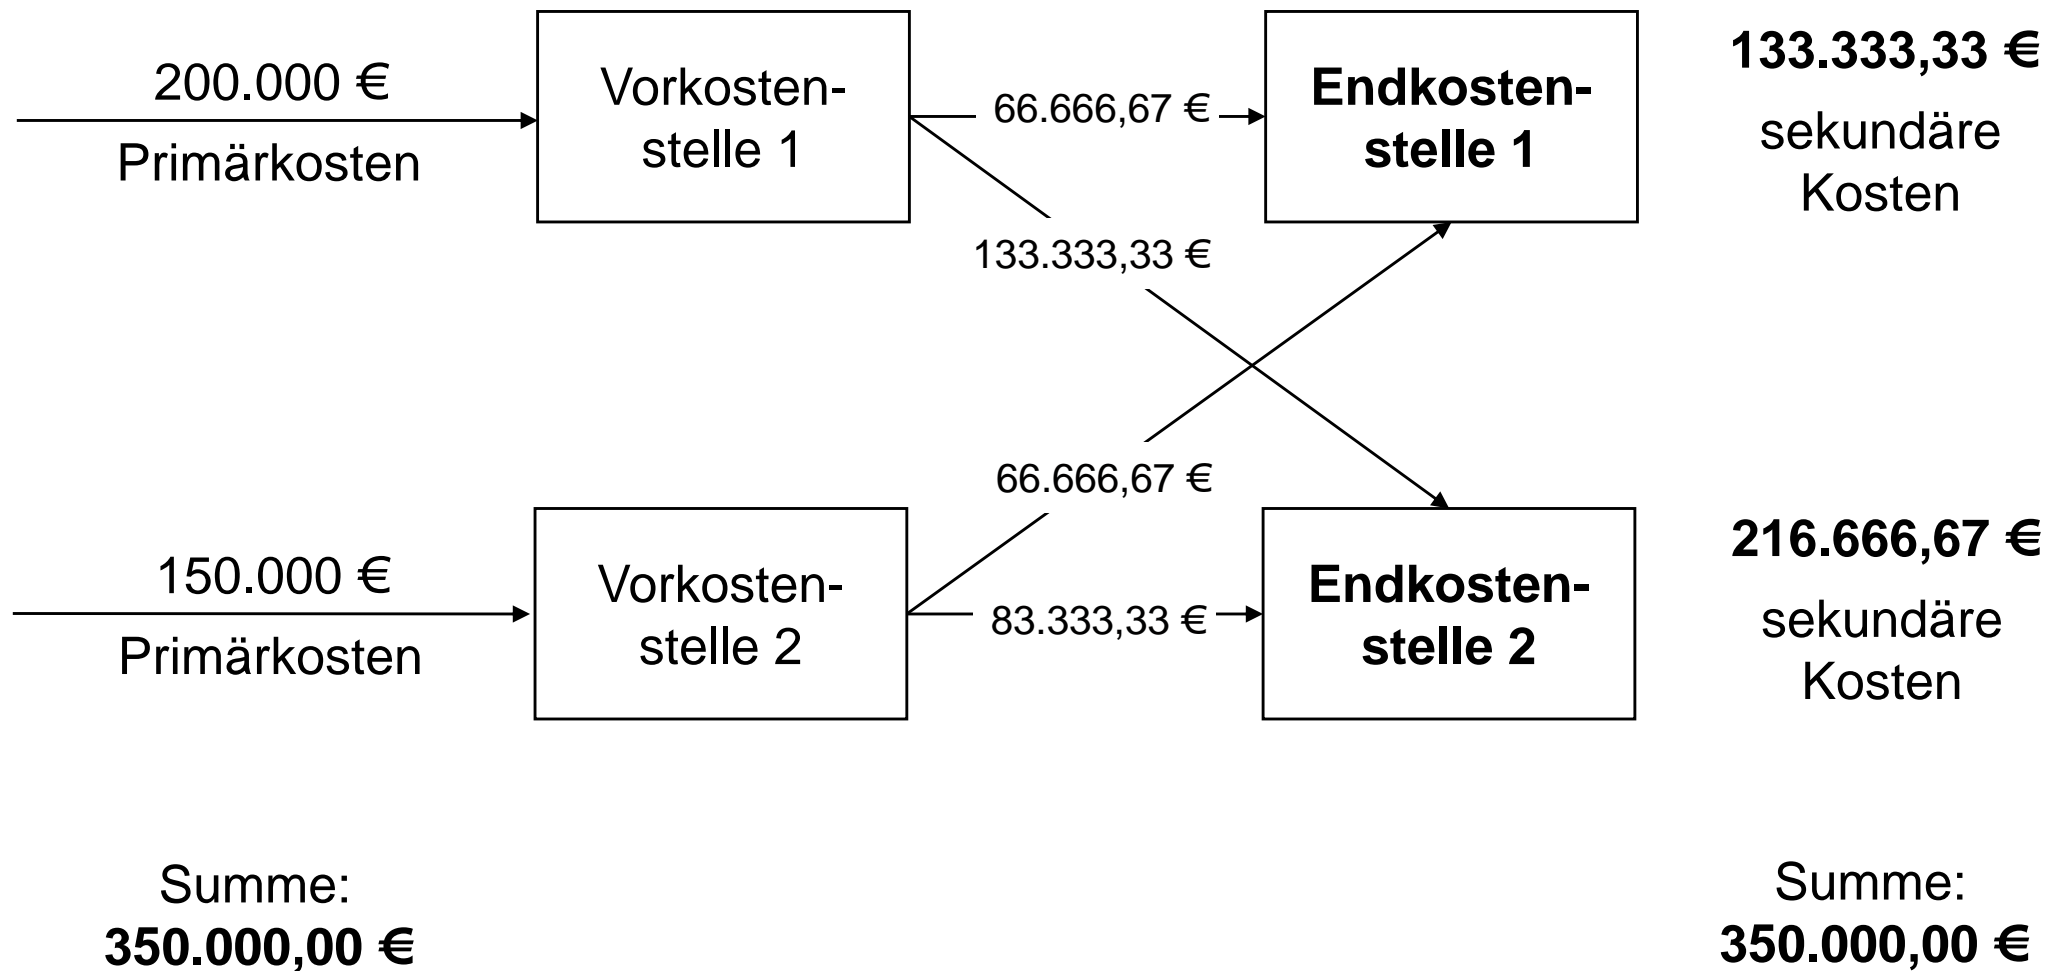 200.000 €
Primärkosten
Vorkosten-
stelle 1
66.666,67 €
133.333,33 €
Endkosten-
stelle 1
133.333,33 €
sekundäre
Kosten
150.000 €
Primärkosten
Vorkosten-
stelle 2
66.666,67 €
83.333,33 €
Endkosten-
stelle 2
216.666,67 €
sekundäre
Kosten
Summe:
350.000,00 €
Summe:
350.000,00 €